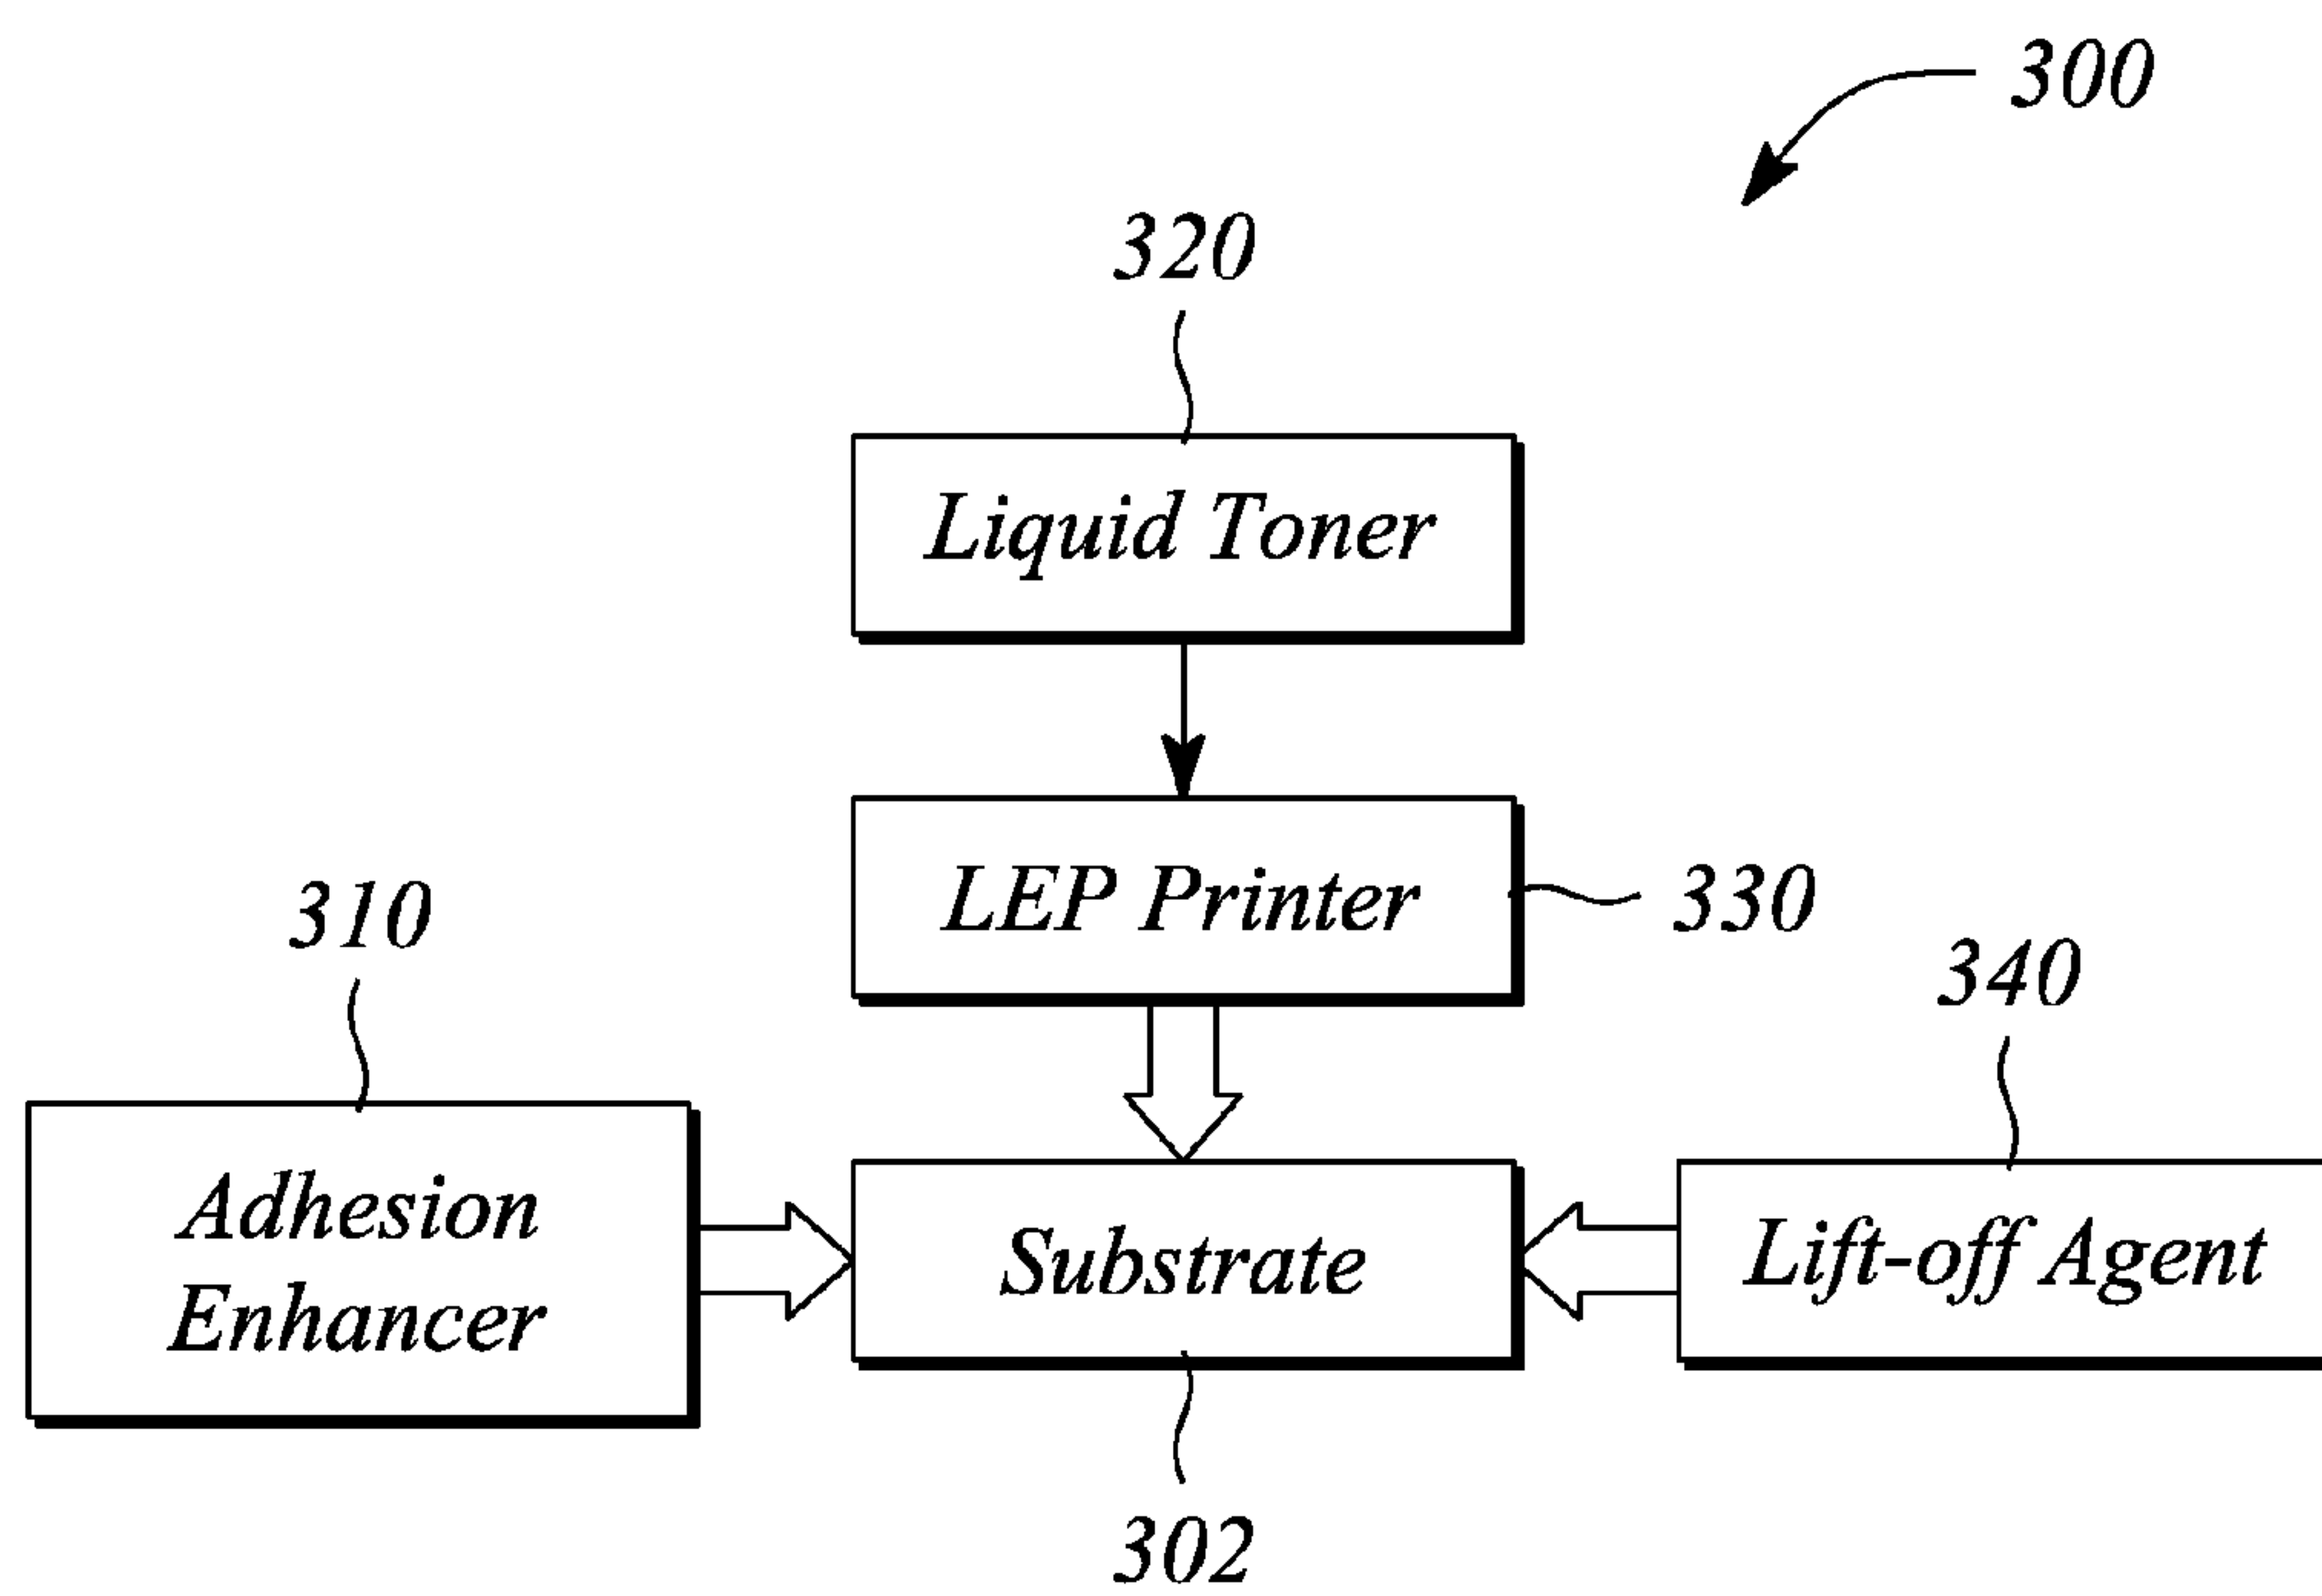 300
320
Liquid Toner
LEP Printer
330
310
340
Adhesion
Enhancer
Substrate
Lift-off Agent
302